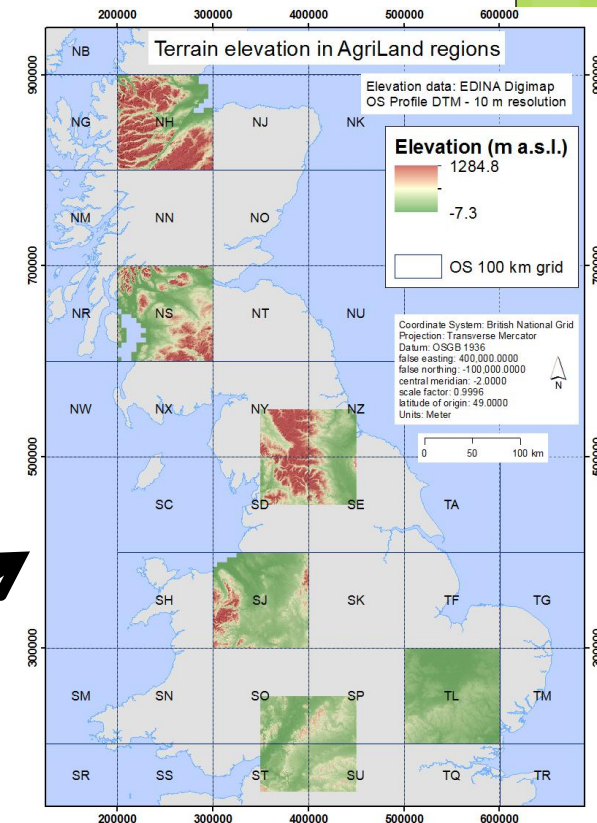 200000 300000 400000 500000 600000
Terrain elevation in AgriLand regions
Elevation data: EDINA Digimap
OS Profile DTM - 10 m resolution
Elevation (m a.s.l.)
1284.8
-7.3
OS 100 km grid
Coordinate System: British National Grid
Projection: Transverse Mercator
Datum: OSGB 1936
false easting: 400,000.0000
false northing: -100,000.0000
central meridian: -2.0000
scale factor: 0.9996
latitude of origin: 49.0000
Units: Meter
N
0 50 100 km
NB
900000
NG NH NJ NK
NM NN NO
700000
NR NS NT NU
NW NX NY NZ
500000
SC SD SE TA
SH SJ SK TF TG
300000
SM SN SO SP TL TM
SR SS ST SU TQ TR
200000 300000 400000 500000 600000